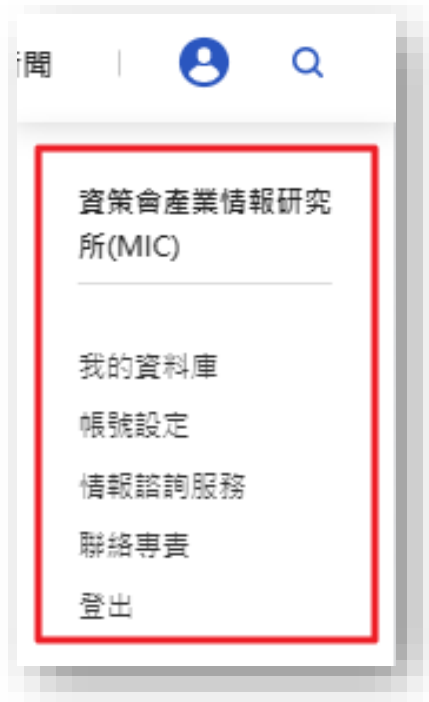 聞
資策會產業情報研究
所(MIC)
我的資料庫
帳號設定
情報諮詢服務
聯絡專責
登出